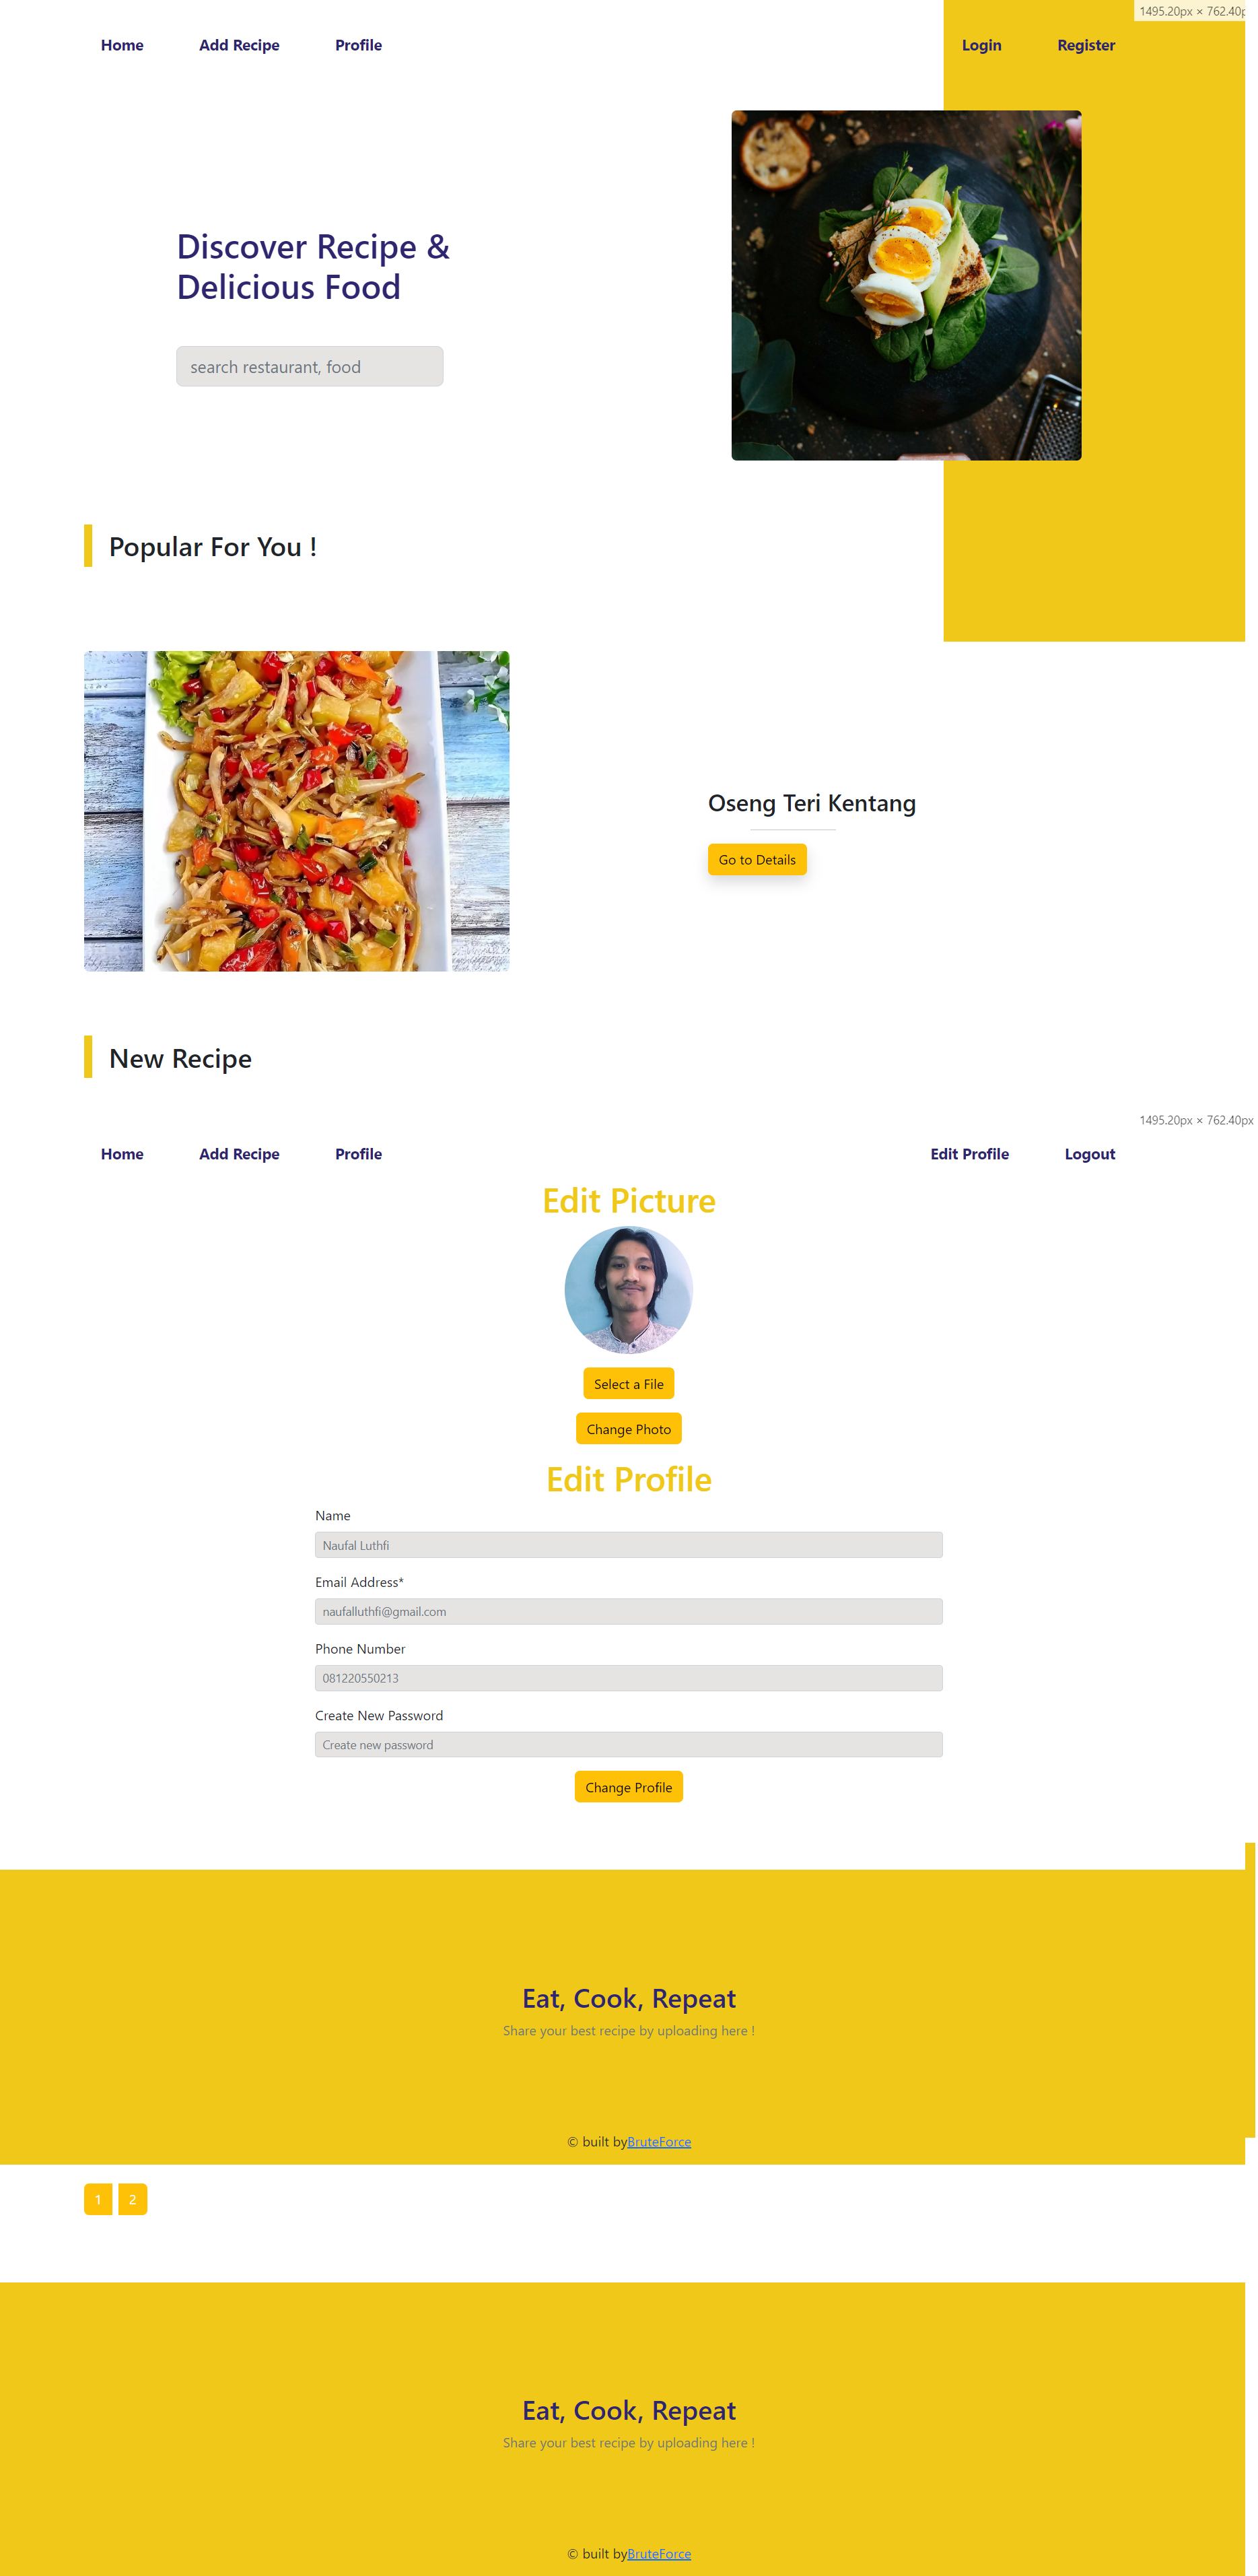 1495.20px × 762.40p
Home Add Recipe Profile Login Register
Discover Recipe &
Delicious Food
search restaurant, food
Popular For You !
Oseng Teri Kentang
Go to Details
New Recipe
1495.20px × 762.40px
Home Add Recipe Profile Edit Profile Logout
Edit Picture
Select a File
Change Photo
Edit Profile
Name
Naufal Luthfi
Email Address*
naufalluthfi@gmail.com
Phone Number
081220550213
Create New Password
Create new password
Change Profile
Eat, Cook, Repeat
Share your best recipe by uploading here !
© built byBruteForce
1 2
Eat, Cook, Repeat
Share your best recipe by uploading here !
© built byBruteForce